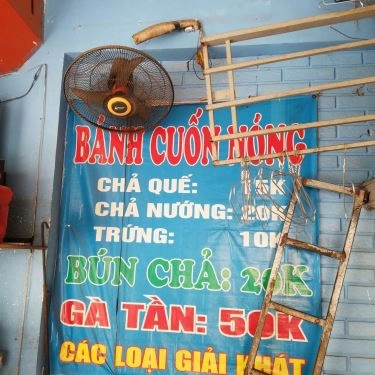 BÁNH CUỐN NÓNG
CHẢ QUẾ: 15K
CHẢ NƯỚNG: 20K
TRỨNG: 10K
BÚN CHẢ: 20K
GÀ TẦN: 50K
CÁC LOẠI GIẢI KHÁT